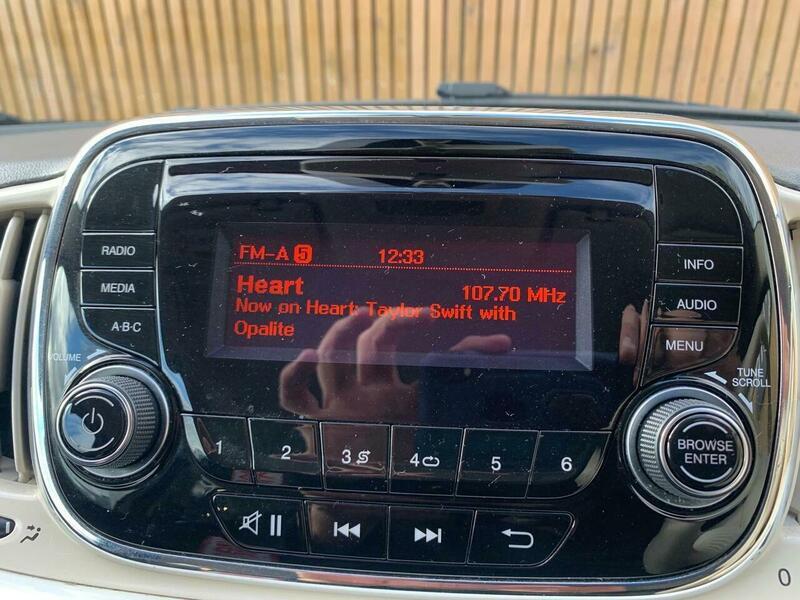 FM-A 5 12:33
Heart 107.70 MHz
Now on Heart: Taylor Swift with
Opalite
RADIO
MEDIA
A·B·C
INFO
AUDIO
MENU
VOLUME
TUNE
SCROLL
BROWSE
ENTER
1 2 3 4 5 6
0